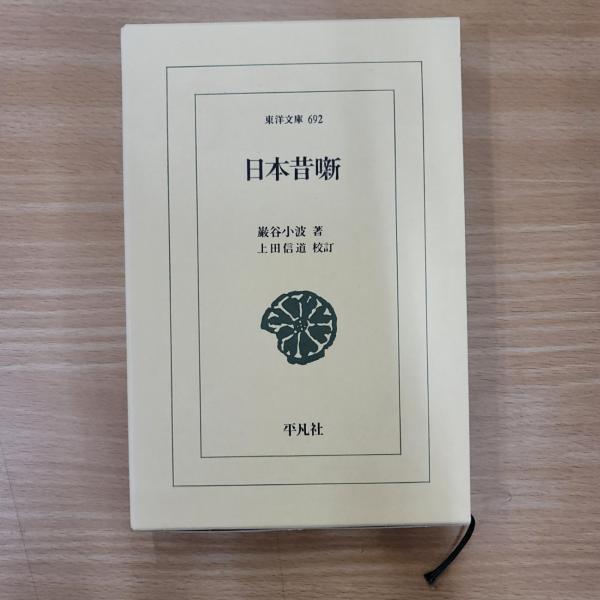 東洋文庫 692
日本昔噺
巌谷小波 著
上田信道 校訂
平凡社